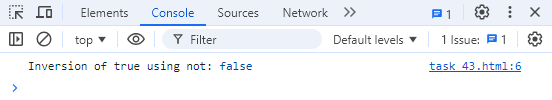 Elements Console Sources Network » 1
top Filter Default levels 1 Issue: 1
Inversion of true using not: false task 43.html:6